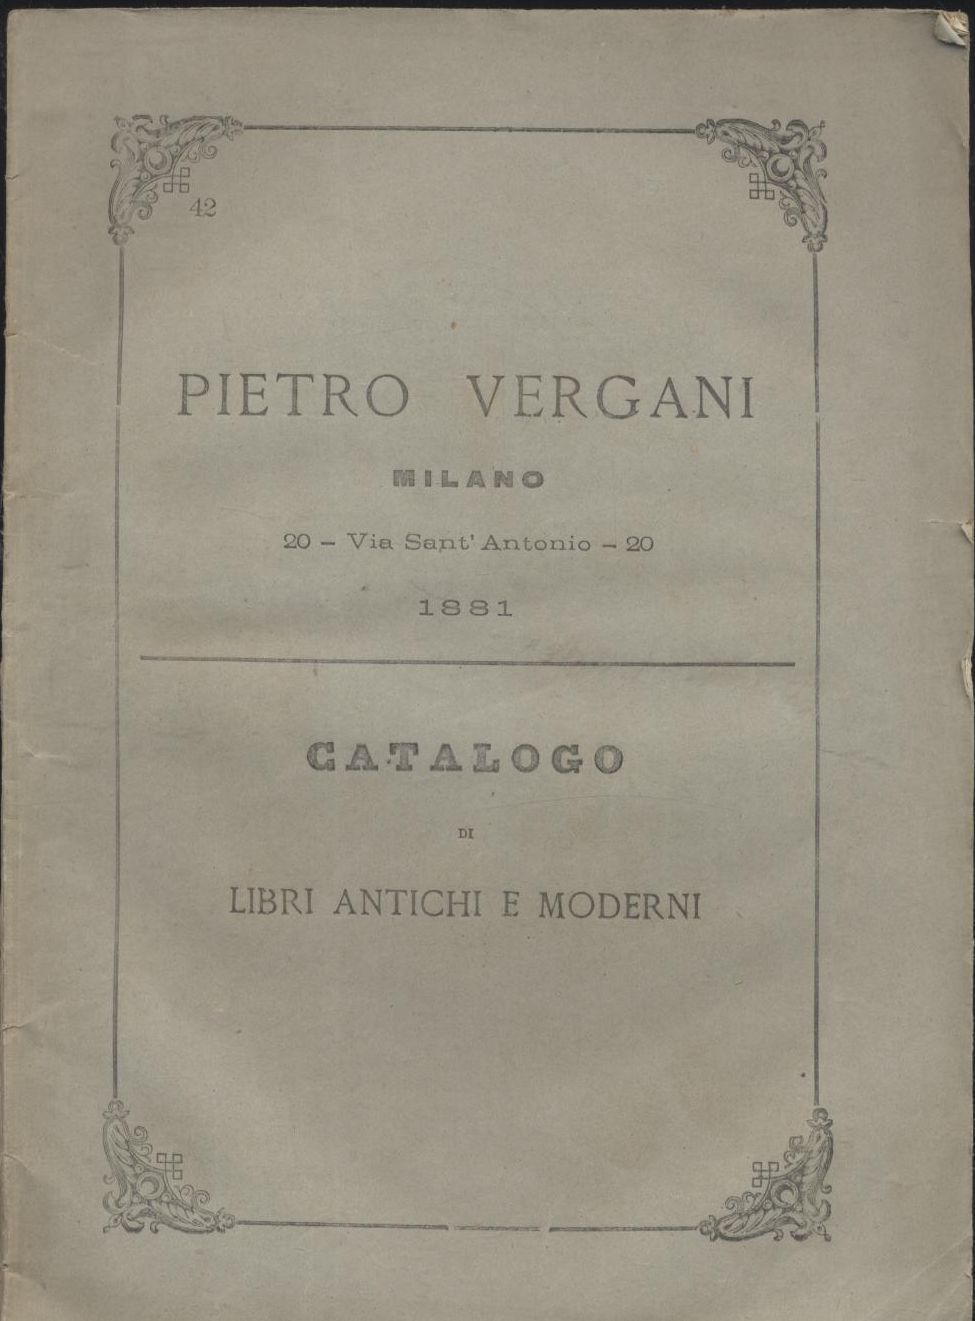 42
PIETRO VERGANI
MILANO
20 – Via Sant' Antonio – 20
1881
CATALOGO
DI
LIBRI ANTICHI E MODERNI